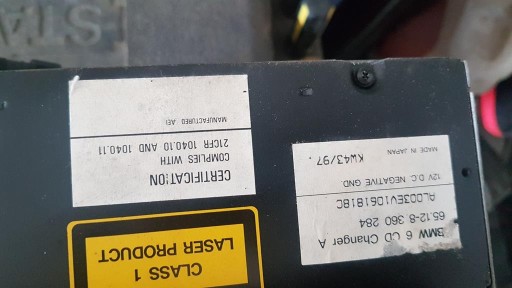 BMW 6 CD Changer A
65.12-8 360 284
AL003EV1061818C
12V D.C. NEGATIVE GND.
MADE IN JAPAN KW43/97.
CERTIFICATION
COMPLIES WITH
21CFR 1040.10 AND 1040.11
MANUFACTURED :AEI
CLASS 1
LASER PRODUCT
STA